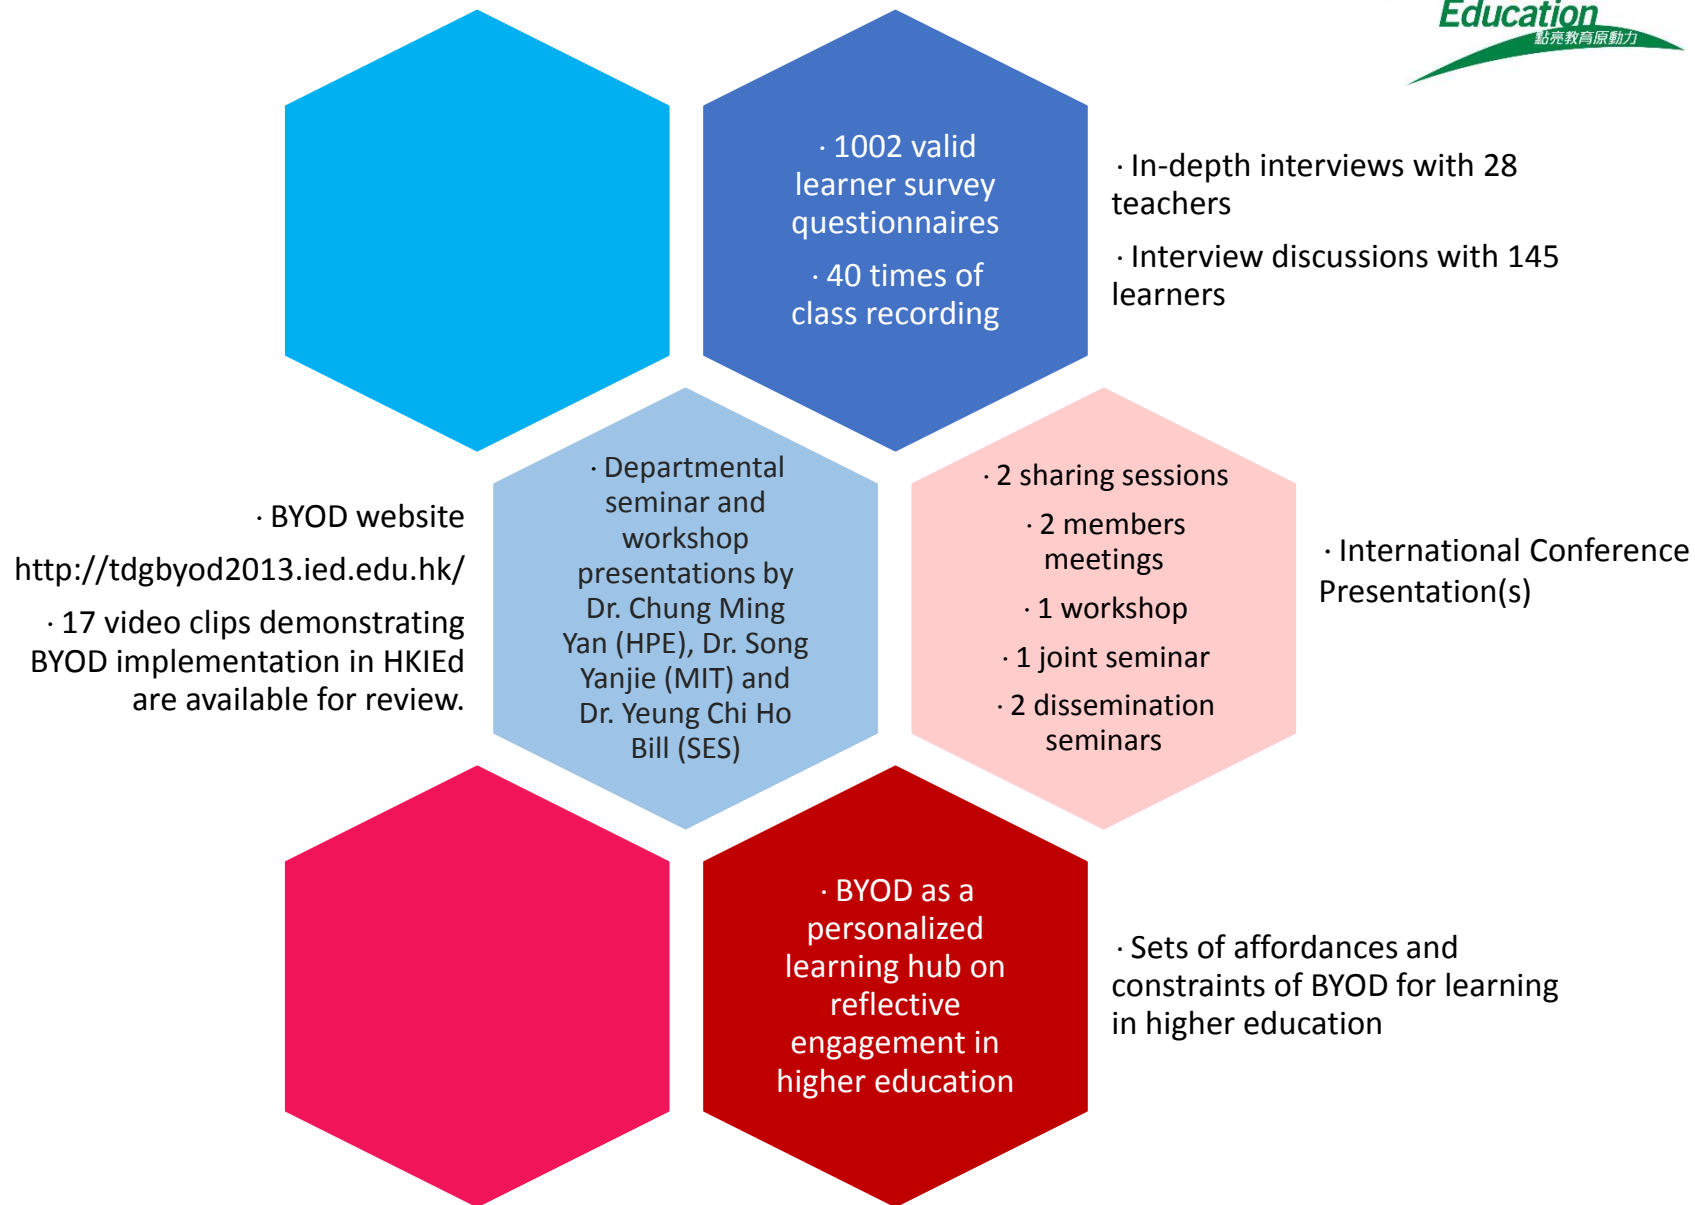 Education
點亮教育原動力
· 1002 valid
learner survey
questionnaires
· 40 times of
class recording
· In-depth interviews with 28
teachers
· Interview discussions with 145
learners
· BYOD website
http://tdgbyod2013.ied.edu.hk/
· 17 video clips demonstrating
BYOD implementation in HKIEd
are available for review.
· Departmental
seminar and
workshop
presentations by
Dr. Chung Ming
Yan (HPE), Dr. Song
Yanjie (MIT) and
Dr. Yeung Chi Ho
Bill (SES)
· 2 sharing sessions
· 2 members
meetings
· 1 workshop
· 1 joint seminar
· 2 dissemination
seminars
· International Conference
Presentation(s)
· BYOD as a
personalized
learning hub on
reflective
engagement in
higher education
· Sets of affordances and
constraints of BYOD for learning
in higher education